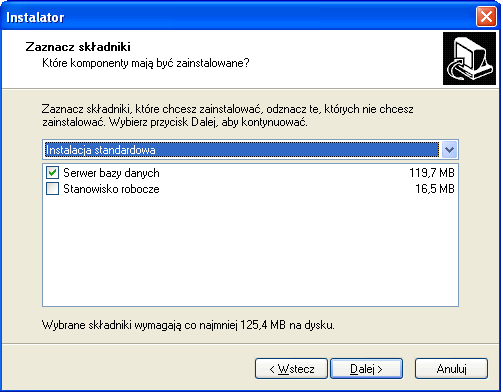 Instalator
Zaznacz składniki
Które komponenty mają być zainstalowane?
Zaznacz składniki, które chcesz zainstalować, odznacz te, których nie chcesz
zainstalować. Wybierz przycisk Dalej, aby kontynuować.
Instalacja standardowa
Serwer bazy danych 119,7 MB
Stanowisko robocze 16,5 MB
Wybrane składniki wymagają co najmniej 125,4 MB na dysku.
< Wstecz Dalej > Anuluj